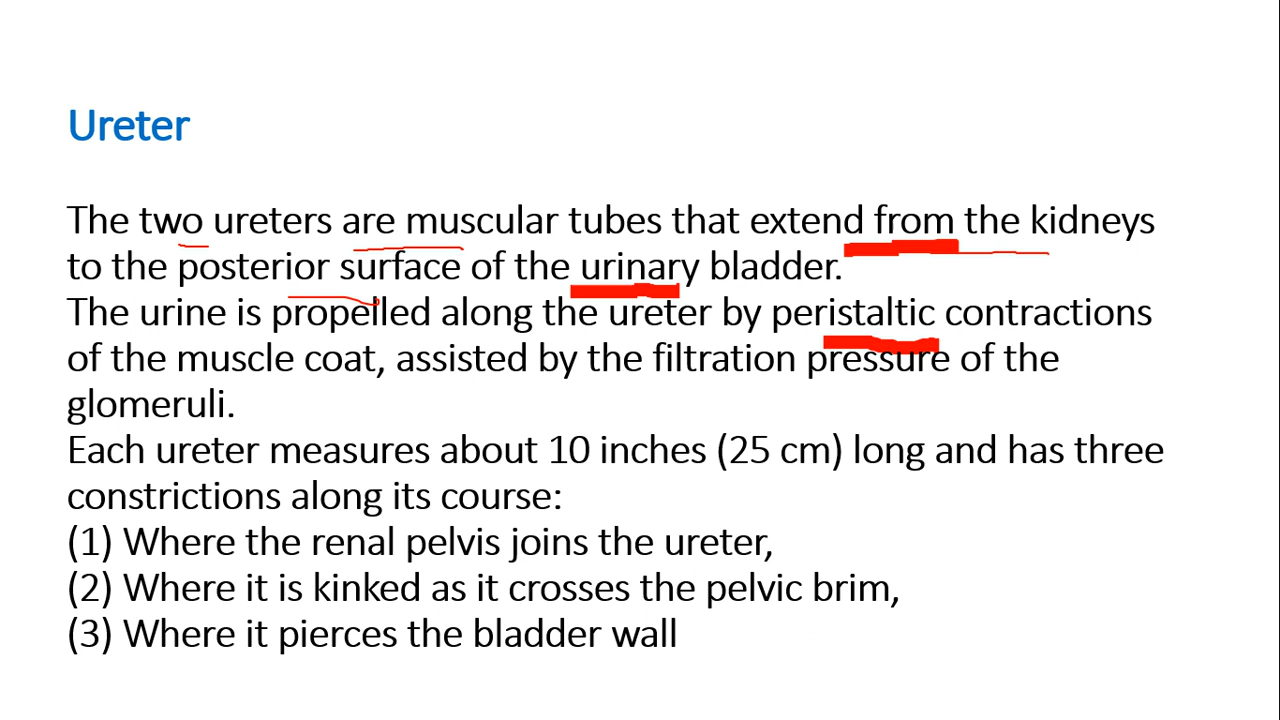 Ureter
The two ureters are muscular tubes that extend from the kidneys
to the posterior surface of the urinary bladder.
The urine is propelled along the ureter by peristaltic contractions
of the muscle coat, assisted by the filtration pressure of the
glomeruli.
Each ureter measures about 10 inches (25 cm) long and has three
constrictions along its course:
(1) Where the renal pelvis joins the ureter,
(2) Where it is kinked as it crosses the pelvic brim,
(3) Where it pierces the bladder wall